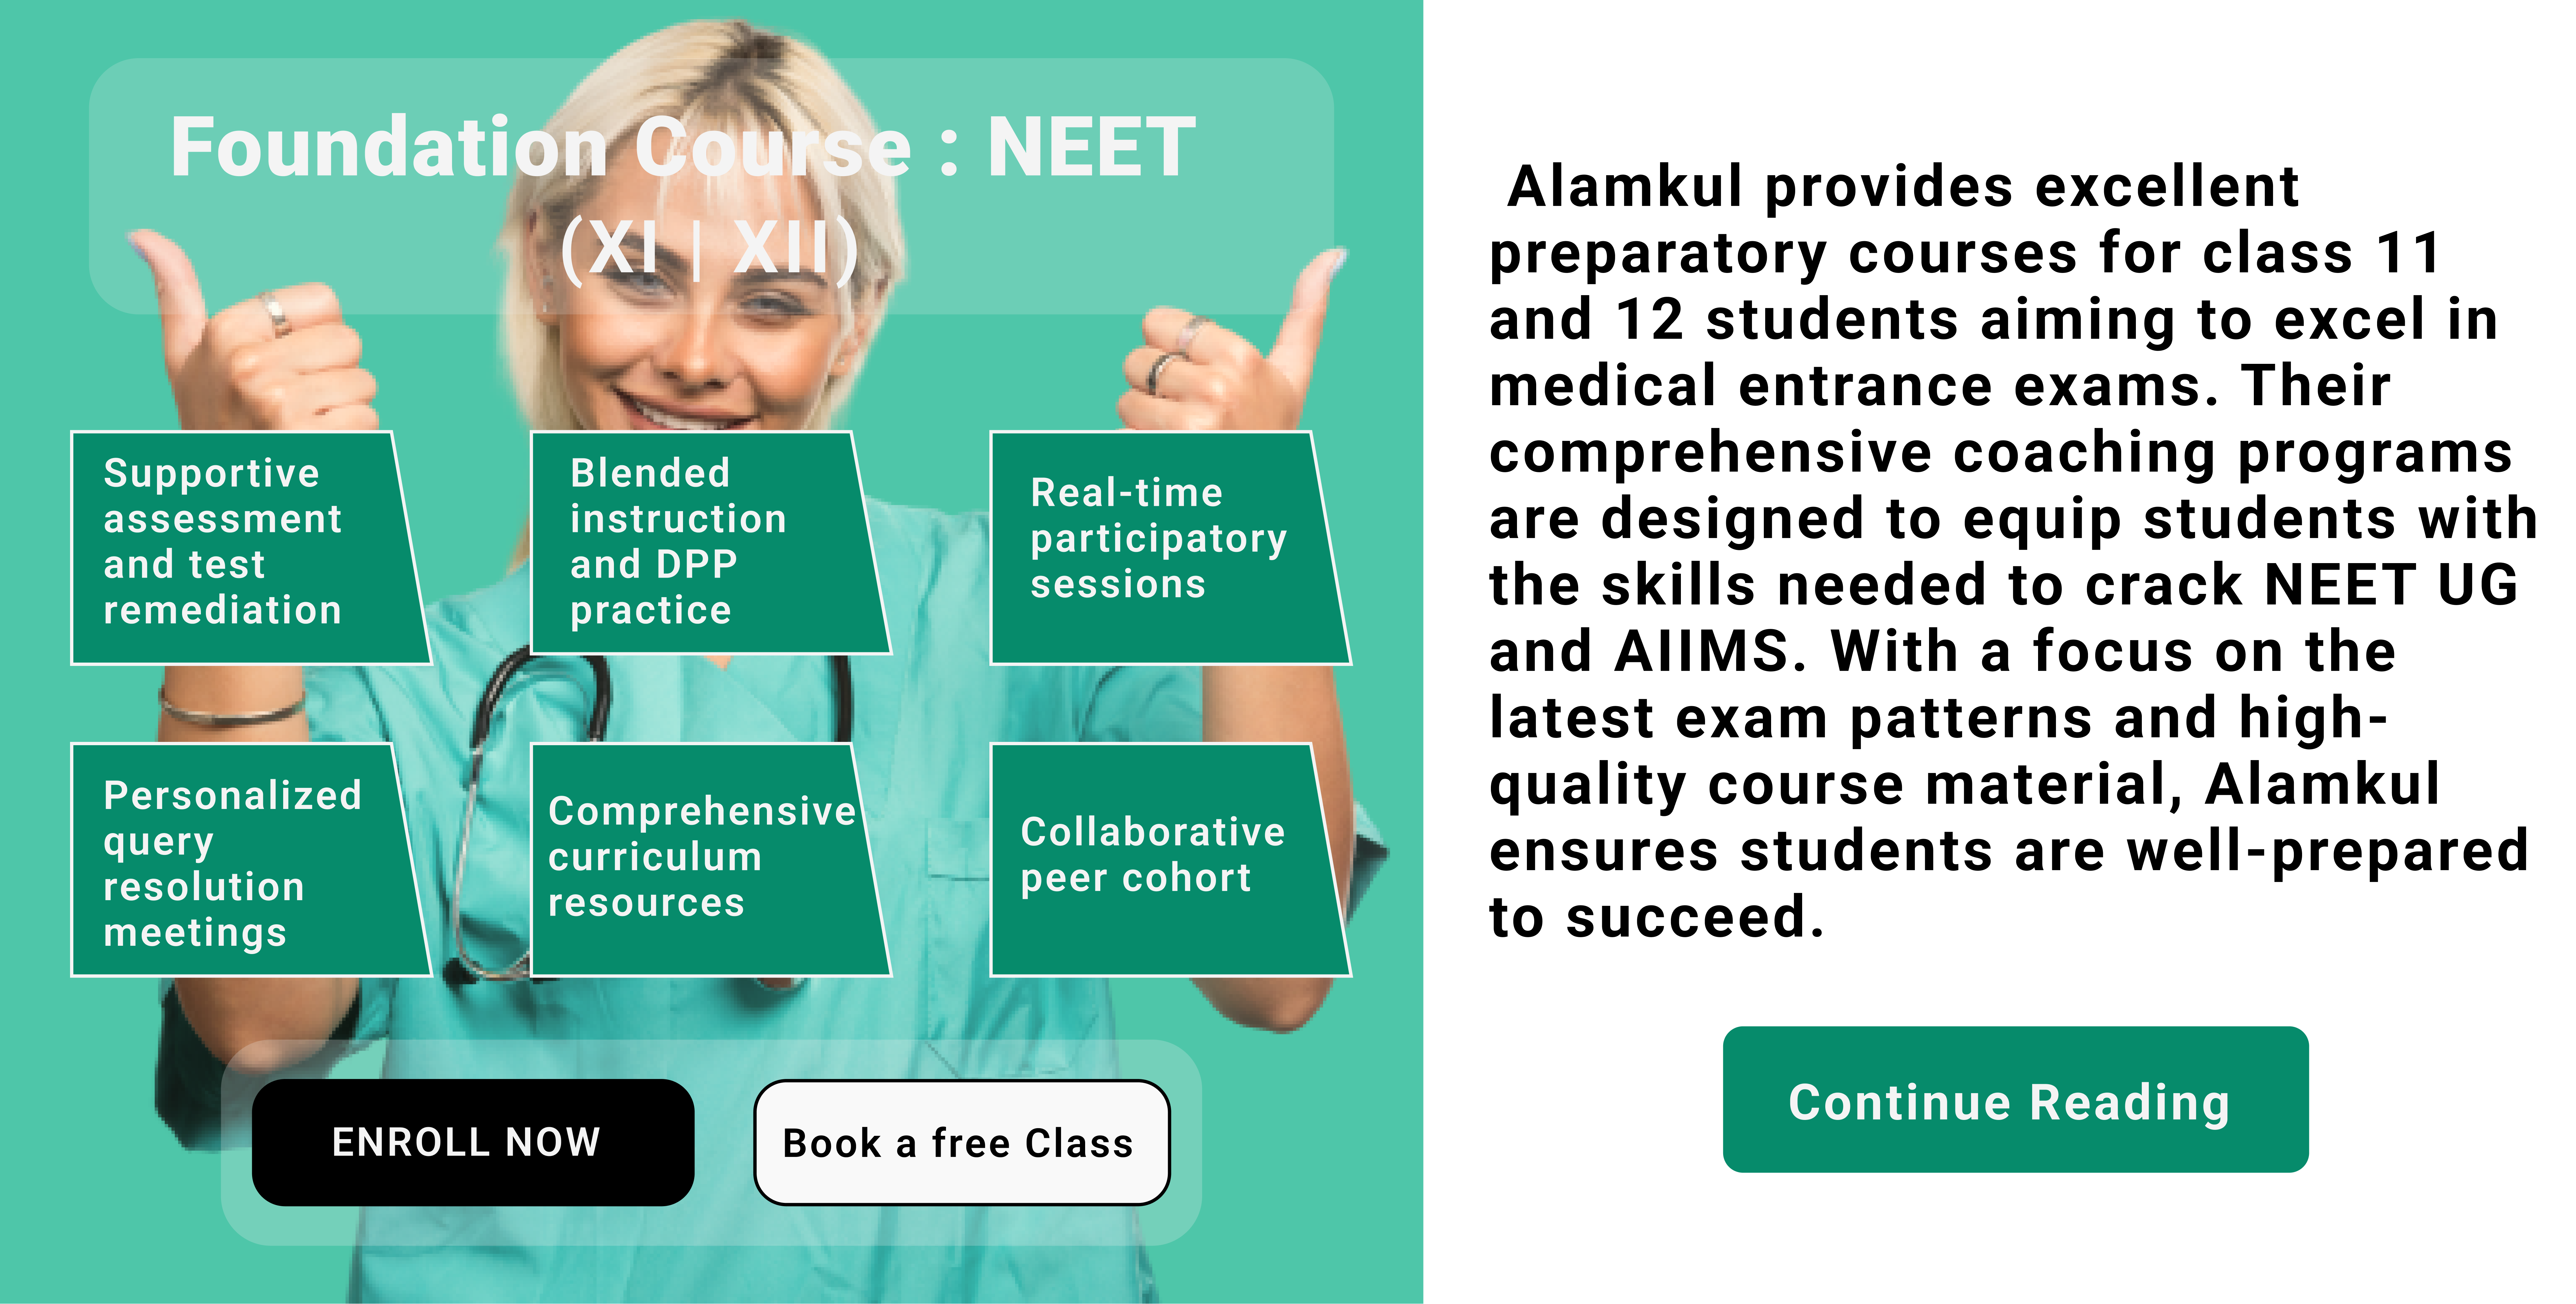 Foundation Course : NEET
(XI | XII)
Supportive
assessment
and test
remediation
Blended
instruction
and DPP
practice
Real-time
participatory
sessions
Personalized
query
resolution
meetings
Comprehensive
curriculum
resources
Collaborative
peer cohort
ENROLL NOW
Book a free Class
Alamkul provides excellent
preparatory courses for class 11
and 12 students aiming to excel in
medical entrance exams. Their
comprehensive coaching programs
are designed to equip students with
the skills needed to crack NEET UG
and AIIMS. With a focus on the
latest exam patterns and high-
quality course material, Alamkul
ensures students are well-prepared
to succeed.
Continue Reading